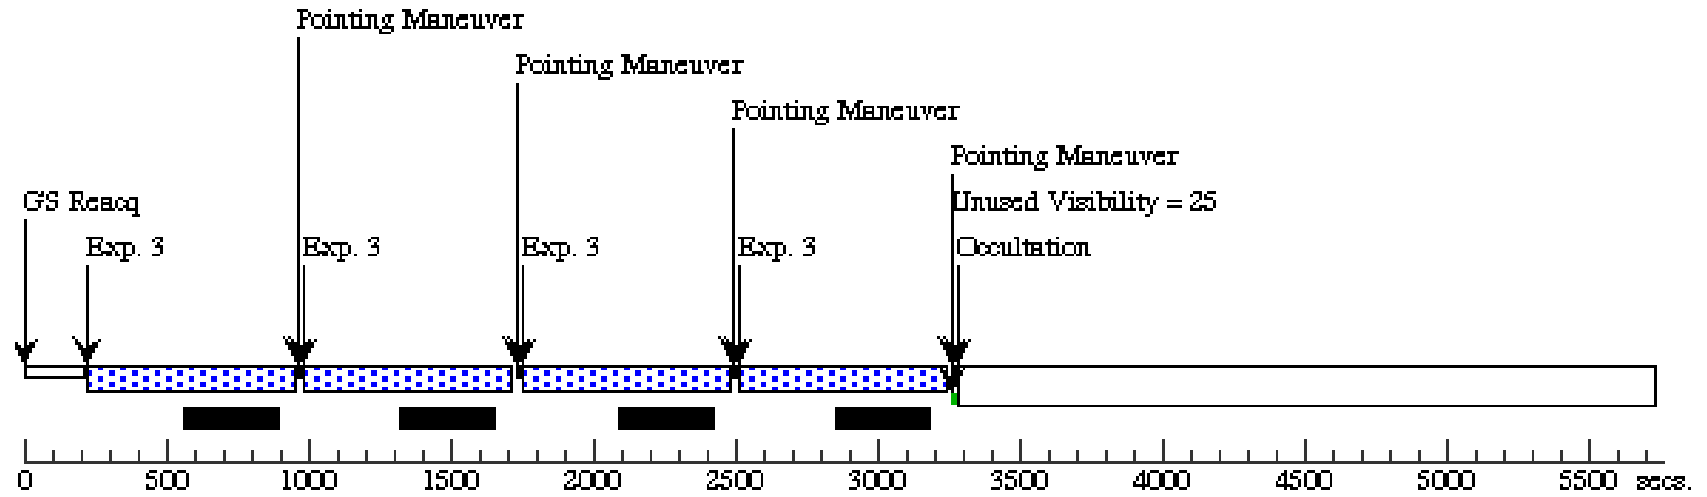 Pointing Maneuver
Pointing Maneuver
Pointing Maneuver
Pointing Maneuver
GS Reacq
Unused Visibility = 25
Exp. 3
Exp. 3
Exp. 3
Exp. 3
Occultation
0 500 1000 1500 2000 2500 3000 3500 4000 4500 5000 5500 secs.